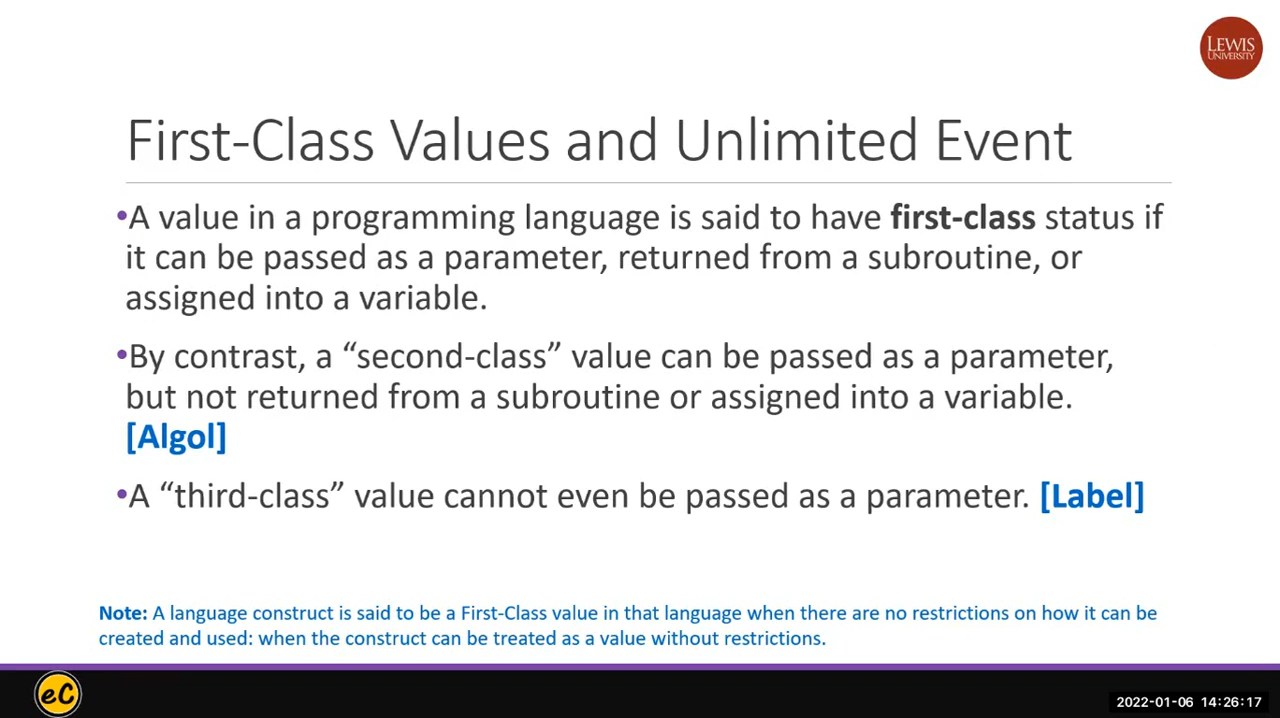 LEWIS
UNIVERSITY
First-Class Values and Unlimited Event
•A value in a programming language is said to have first-class status if
it can be passed as a parameter, returned from a subroutine, or
assigned into a variable.
•By contrast, a “second-class” value can be passed as a parameter,
but not returned from a subroutine or assigned into a variable.
[Algol]
•A “third-class” value cannot even be passed as a parameter. [Label]
Note: A language construct is said to be a First-Class value in that language when there are no restrictions on how it can be
created and used: when the construct can be treated as a value without restrictions.
eC
2022-01-06 14:26:17